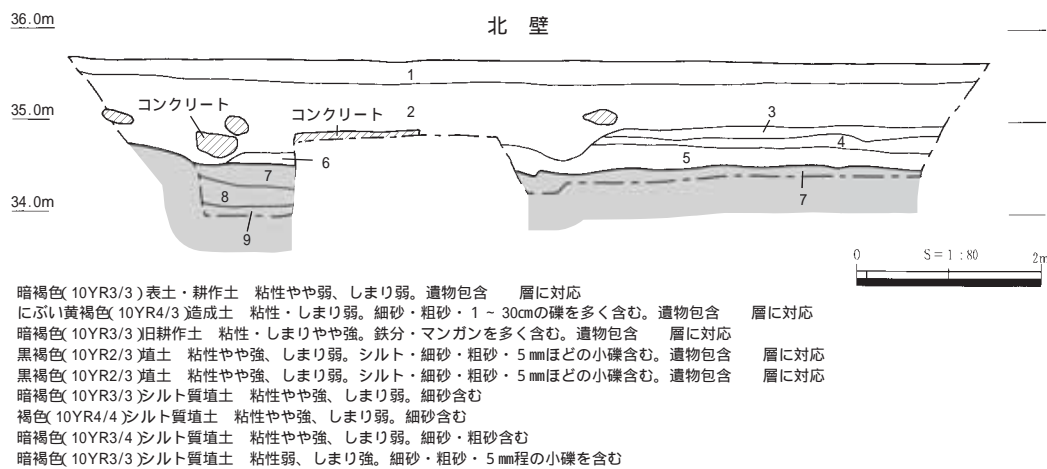 36.0m
北 壁
1
コンクリート
コンクリート
2
3
35.0m
4
6
5
7
8
34.0m
9
7
0 S = 1 : 80 2m
暗褐色(10YR3/3)表土・耕作土 粘性やや弱、しまり弱。遺物包含 層に対応
にぶい黄褐色(10YR4/3)造成土 粘性・しまり弱。細砂・粗砂・1 ~ 30㎝の礫を多く含む。遺物包含 層に対応
暗褐色(10YR3/3)旧耕作土 粘性・しまりやや強。鉄分・マンガンを多く含む。遺物包含 層に対応
黒褐色(10YR2/3)埴土 粘性やや強、しまり弱。シルト・細砂・粗砂・5㎜ほどの小礫含む。遺物包含 層に対応
黒褐色(10YR2/3)埴土 粘性やや強、しまり弱。シルト・細砂・粗砂・5㎜ほどの小礫含む。遺物包含 層に対応
暗褐色(10YR3/3)シルト質埴土 粘性やや強、しまり弱。細砂含む
褐色(10YR4/4)シルト質埴土 粘性やや強、しまり弱。細砂含む
暗褐色(10YR3/4)シルト質埴土 粘性やや強、しまり弱。細砂・粗砂含む
暗褐色(10YR3/3)シルト質埴土 粘性弱、しまり強。細砂・粗砂・5㎜程の小礫を含む